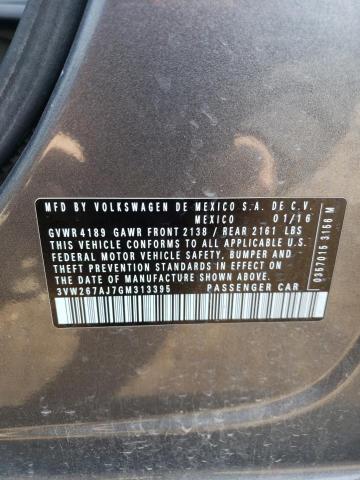 MFD BY VOLKSWAGEN DE MEXICO S.A. DE C.V.
MEXICO 01/16
GVWR 4189 GAWR FRONT 2138 / REAR 2161 LBS
THIS VEHICLE CONFORMS TO ALL APPLICABLE U.S.
FEDERAL MOTOR VEHICLE SAFETY, BUMPER AND
THEFT PREVENTION STANDARDS IN EFFECT ON THE
DATE OF MANUFACTURE SHOWN ABOVE.
3VW267AJ7GM313395 PASSENGER CAR
0357015 3156 M